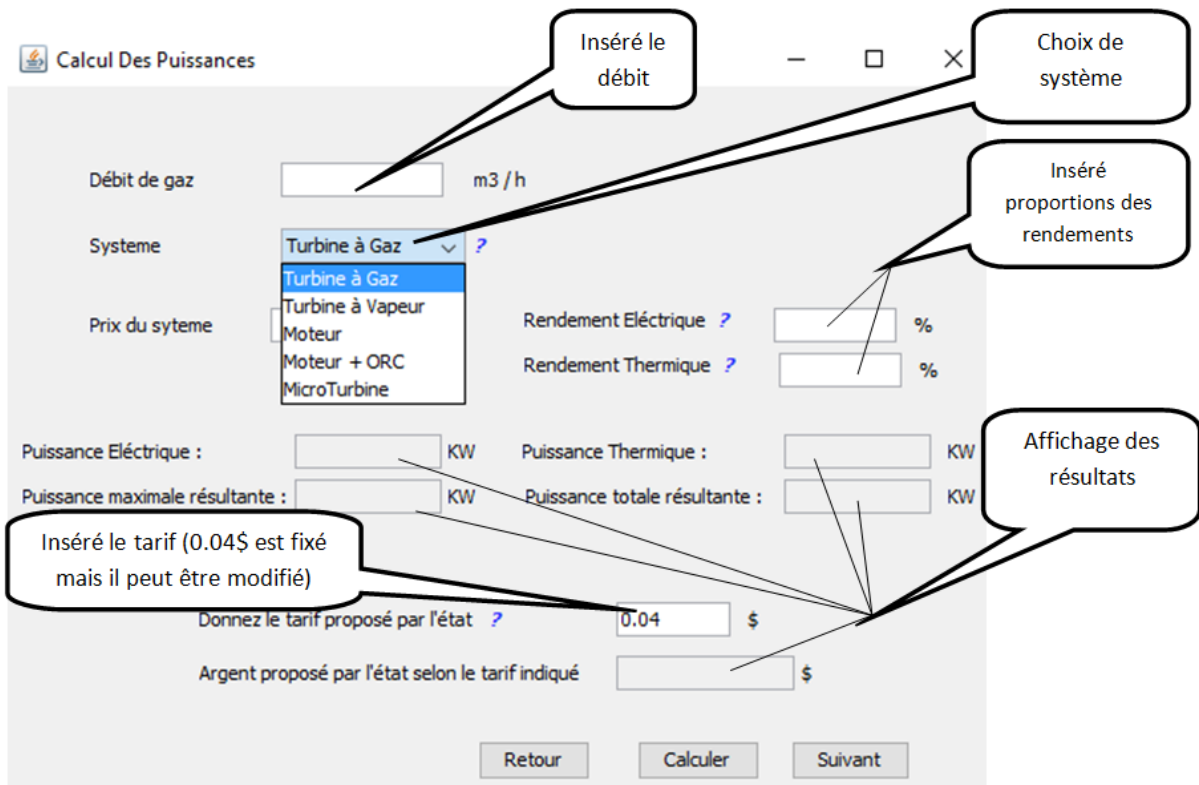 Inséré le
débit
Choix de
système
Calcul Des Puissances
Débit de gaz
m3 / h
Inséré
proportions des
rendements
Systeme
Turbine à Gaz
?
Turbine à Gaz
Turbine à Vapeur
Moteur
Moteur + ORC
MicroTurbine
Prix du syteme
Rendement Eléctrique ?
%
Rendement Thermique ?
%
Affichage des
résultats
Puissance Eléctrique :
KW
Puissance Thermique :
KW
Puissance maximale résultante :
KW
Puissance totale résultante :
KW
Inséré le tarif (0.04$ est fixé
mais il peut être modifié)
Donnez le tarif proposé par l'état ?
0.04
$
Argent proposé par l'état selon le tarif indiqué
$
Retour
Calculer
Suivant